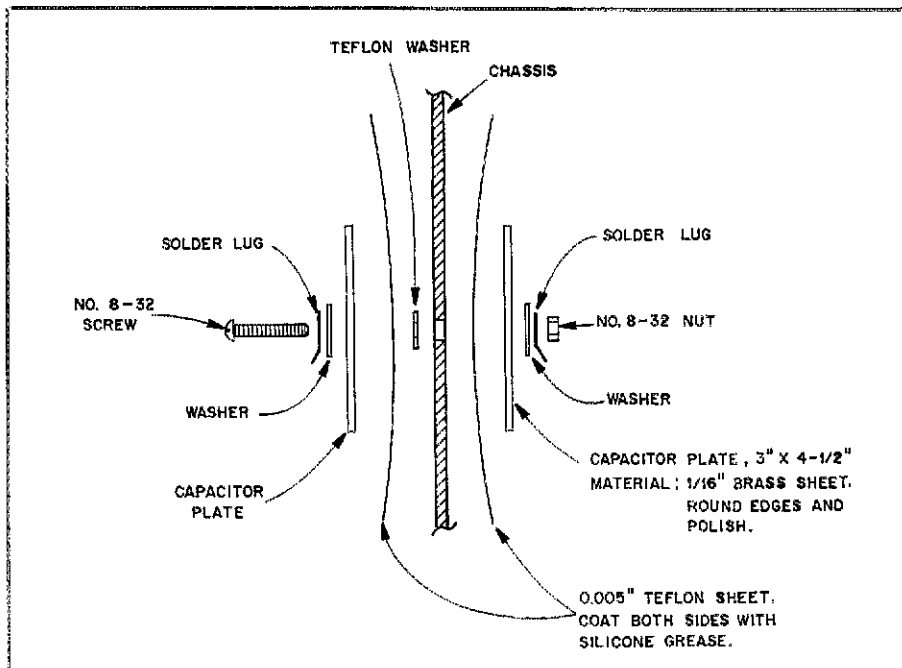 TEFLON WASHER
CHASSIS
SOLDER LUG
SOLDER LUG
NO. 8-32
SCREW
NO. 8-32 NUT
WASHER
WASHER
CAPACITOR
PLATE
CAPACITOR PLATE, 3" X 4-1/2"
MATERIAL: 1/16" BRASS SHEET.
ROUND EDGES AND
POLISH.
0.005" TEFLON SHEET.
COAT BOTH SIDES WITH
SILICONE GREASE.